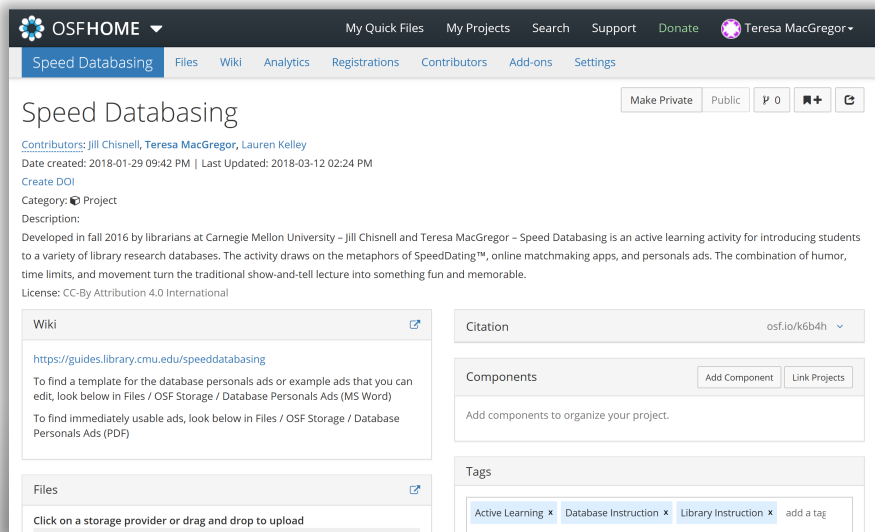 OSFHOME
My Quick Files My Projects Search Support Donate Teresa MacGregor
Speed Databasing Files Wiki Analytics Registrations Contributors Add-ons Settings
Speed Databasing
Make Private Public 0
Contributors: Jill Chisnell, Teresa MacGregor, Lauren Kelley
Date created: 2018-01-29 09:42 PM | Last Updated: 2018-03-12 02:24 PM
Create DOI
Category: Project
Description:
Developed in fall 2016 by librarians at Carnegie Mellon University – Jill Chisnell and Teresa MacGregor – Speed Databasing is an active learning activity for introducing students
to a variety of library research databases. The activity draws on the metaphors of SpeedDating™, online matchmaking apps, and personals ads. The combination of humor,
time limits, and movement turn the traditional show-and-tell lecture into something fun and memorable.
License: CC-By Attribution 4.0 International
Wiki
https://guides.library.cmu.edu/speeddatabasing
To find a template for the database personals ads or example ads that you can
edit, look below in Files / OSF Storage / Database Personals Ads (MS Word)
To find immediately usable ads, look below in Files / OSF Storage / Database
Personals Ads (PDF)
Files
Click on a storage provider or drag and drop to upload
Citation osf.io/k6b4h
Components Add Component Link Projects
Add components to organize your project.
Tags
Active Learning x Database Instruction x Library Instruction x add a tag